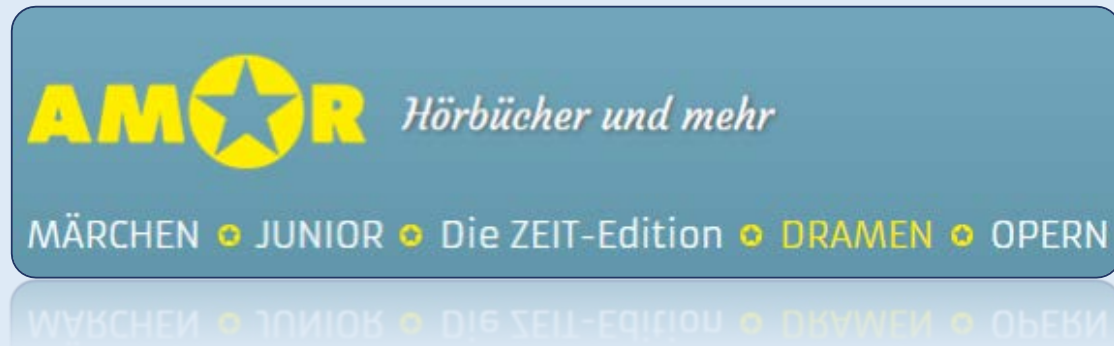 AMOR Hörbücher und mehr
MÄRCHEN JUNIOR Die ZEIT-Edition DRAMEN OPERN